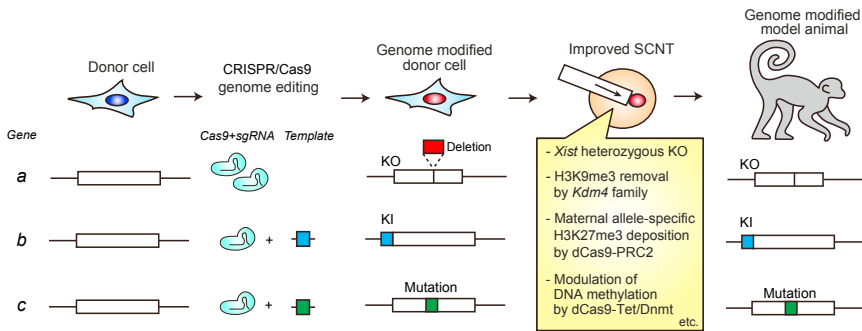 Donor cell
CRISPR/Cas9
genome editing
Genome modified
donor cell
Improved SCNT
Genome modified
model animal
Gene
Cas9+sgRNA
Template
a
KO
Deletion
KO
b
+
KI
KI
c
+
Mutation
Mutation
- Xist heterozygous KO
- H3K9me3 removal
by Kdm4 family
- Maternal allele-specific
H3K27me3 deposition
by dCas9-PRC2
- Modulation of
DNA methylation
by dCas9-Tet/Dnmt
etc.